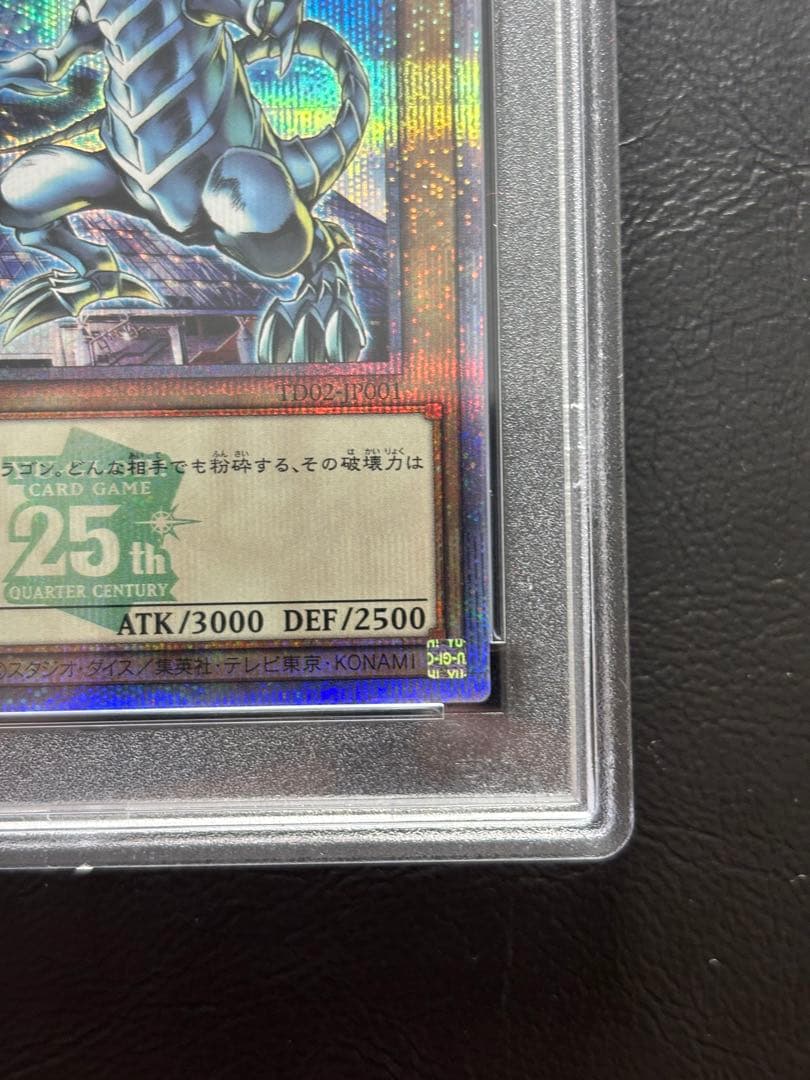 TD02-JP001
ラゴン。どんな相手でも粉砕する、その破壊力は
CARD GAME
25th
QUARTER CENTURY
ATK/3000 DEF/2500
©スタジオ・ダイス／集英社・テレビ東京・KONAMI